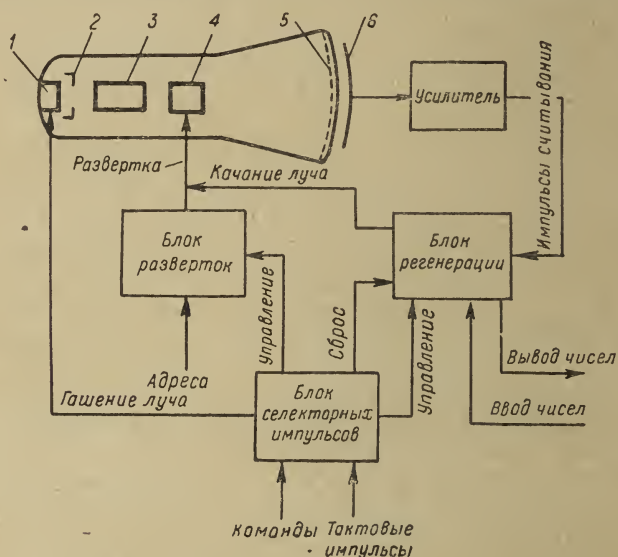 1
2
3
4
5
6
Усилитель
Импульсы считывания
Развертка
Качание луча
Блок
разверток
Блок
регенерации
Управление
Сброс
Управление
Вывод чисел
Ввод чисел
Адреса
Гашение луча
Блок
селекторных
импульсов
Команды
Тактовые
импульсы